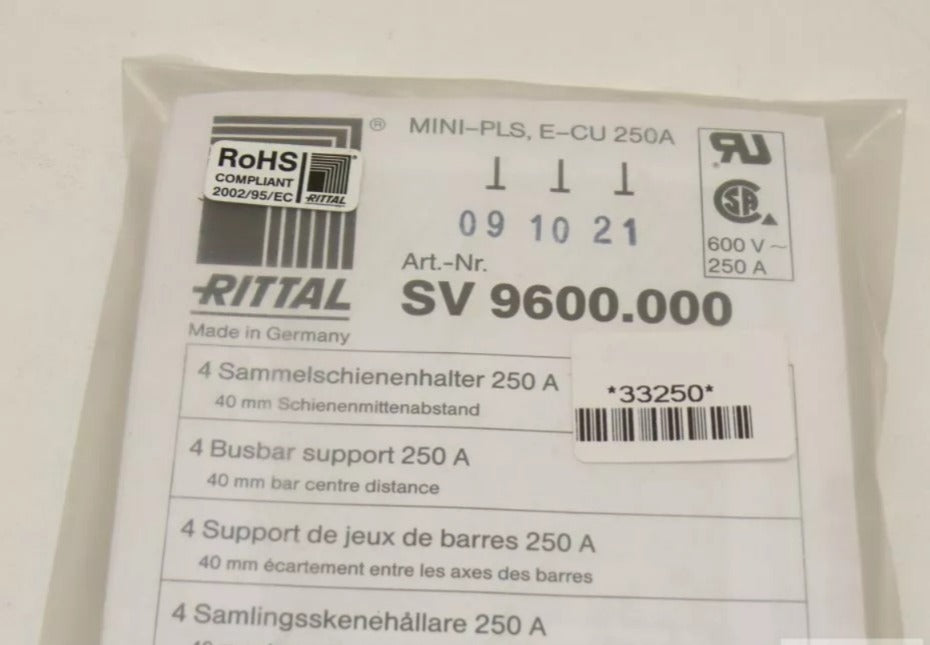 MINI-PLS, E-CU 250A
RoHS
COMPLIANT
2002/95/EC
RITTAL
®
⊥ ⊥ ⊥
09 10 21
RU
SA
600 V ~
250 A
Art.-Nr.
SV 9600.000
RITTAL
Made in Germany
4 Sammelschienenhalter 250 A
40 mm Schienenmittenabstand
*33250*
4 Busbar support 250 A
40 mm bar centre distance
4 Support de jeux de barres 250 A
40 mm écartement entre les axes des barres
4 Samlingsskenehållare 250 A